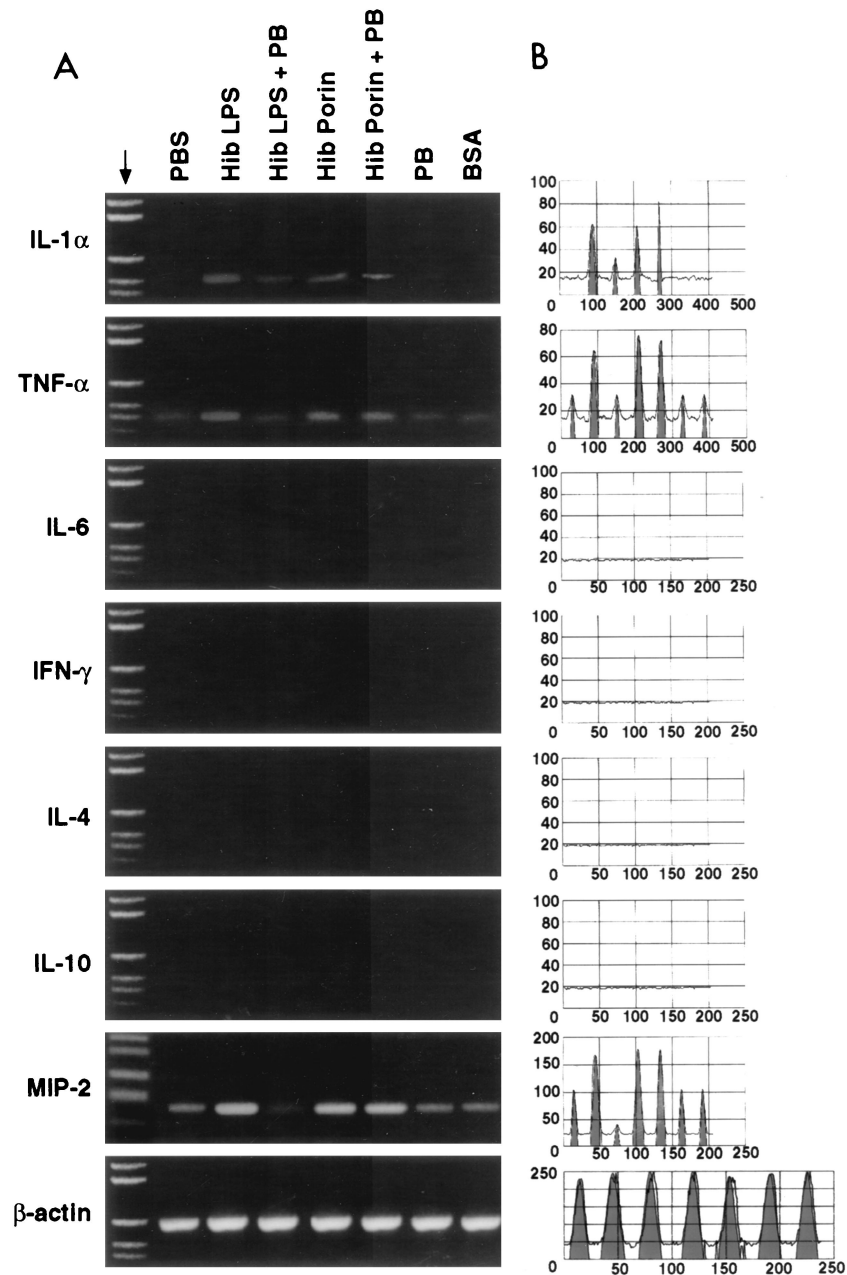 A
B
PBS
Hib LPS
Hib LPS + PB
Hib Porin
Hib Porin + PB
PB
BSA
IL-1α
100
80
60
40
20
0 100 200 300 400 500
TNF-α
80
60
40
20
0 100 200 300 400 500
IL-6
100
80
60
40
20
0 50 100 150 200 250
IFN-γ
100
80
60
40
20
0 50 100 150 200 250
IL-4
100
80
60
40
20
0 50 100 150 200 250
IL-10
100
80
60
40
20
0 50 100 150 200 250
MIP-2
200
150
100
50
0 50 100 150 200 250
β-actin
250
0 50 100 150 200 250